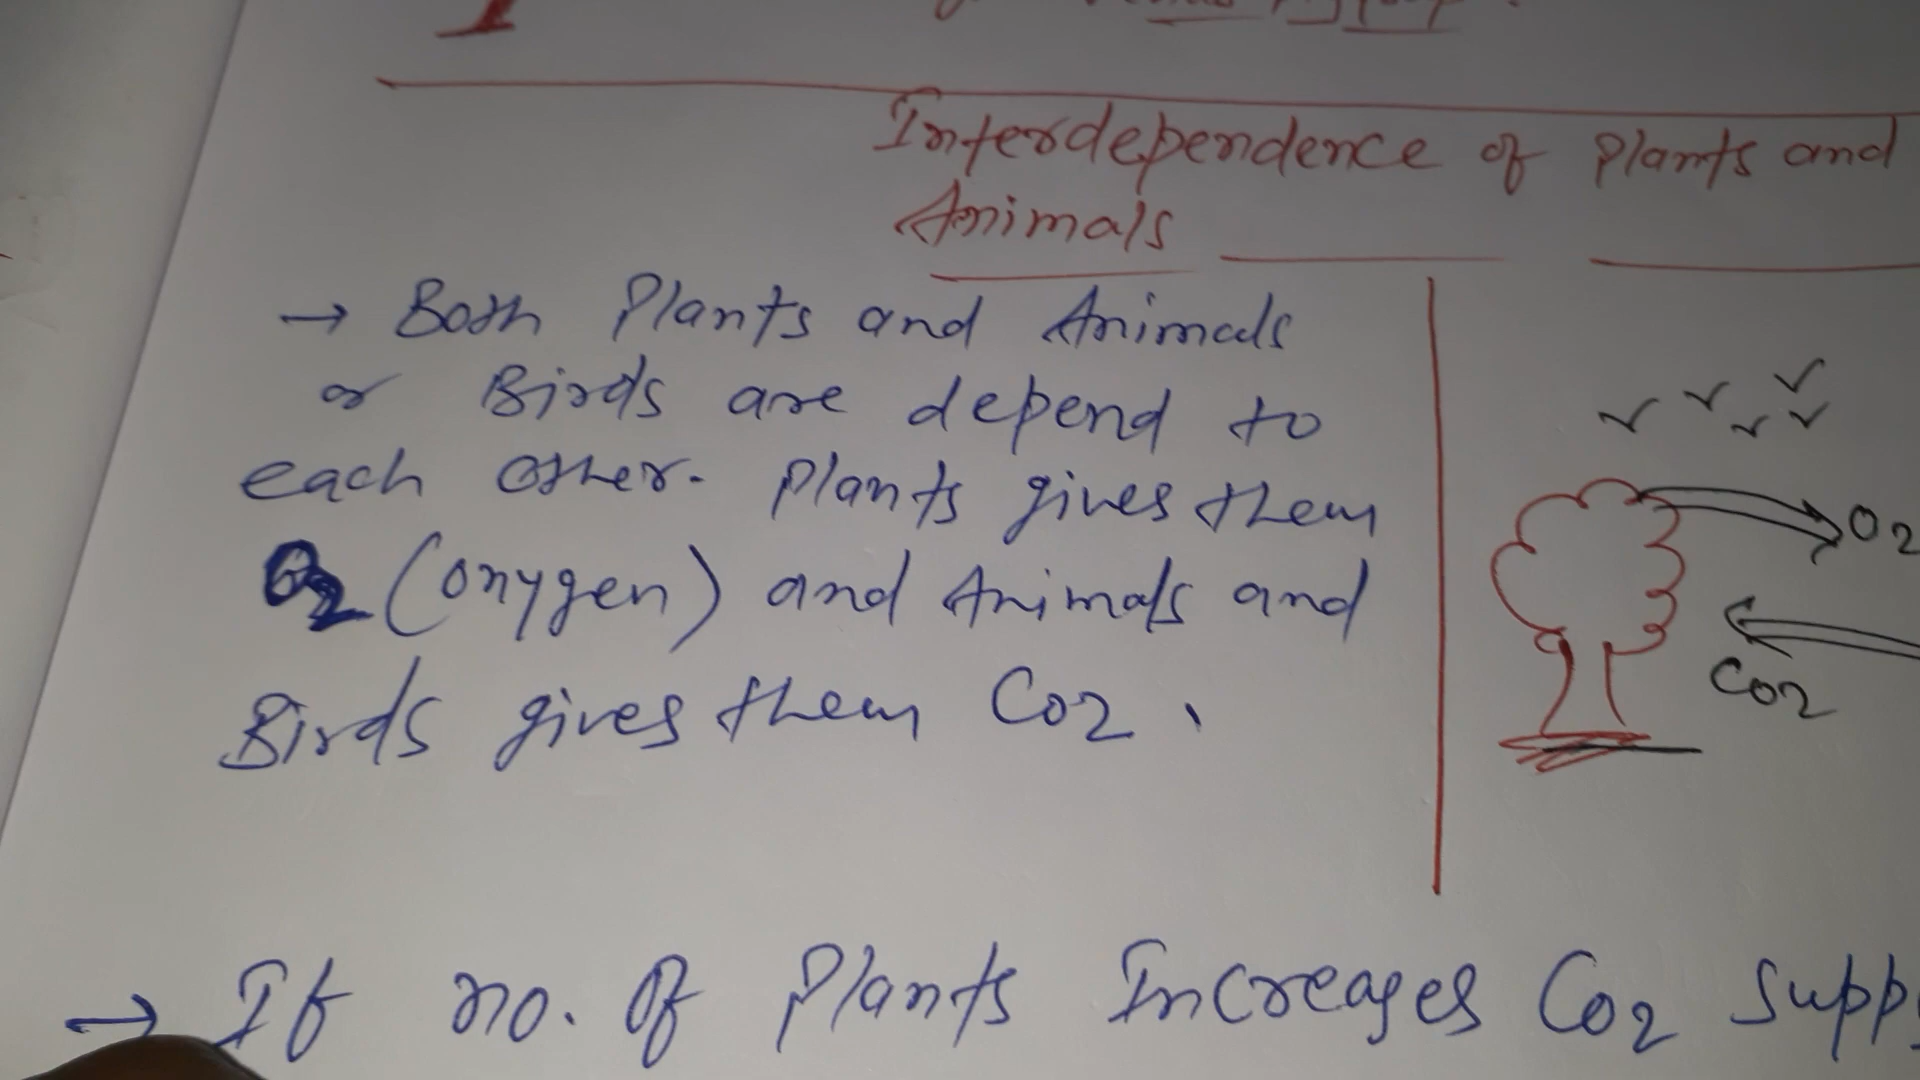 Interdependence of Plants and
Animals
→ Both Plants and Animals
or Birds are depend to
each other. Plants gives them
O2 (oxygen) and Animals and
Birds gives them CO2.
O2
CO2
→ If no. of Plants Increases CO2